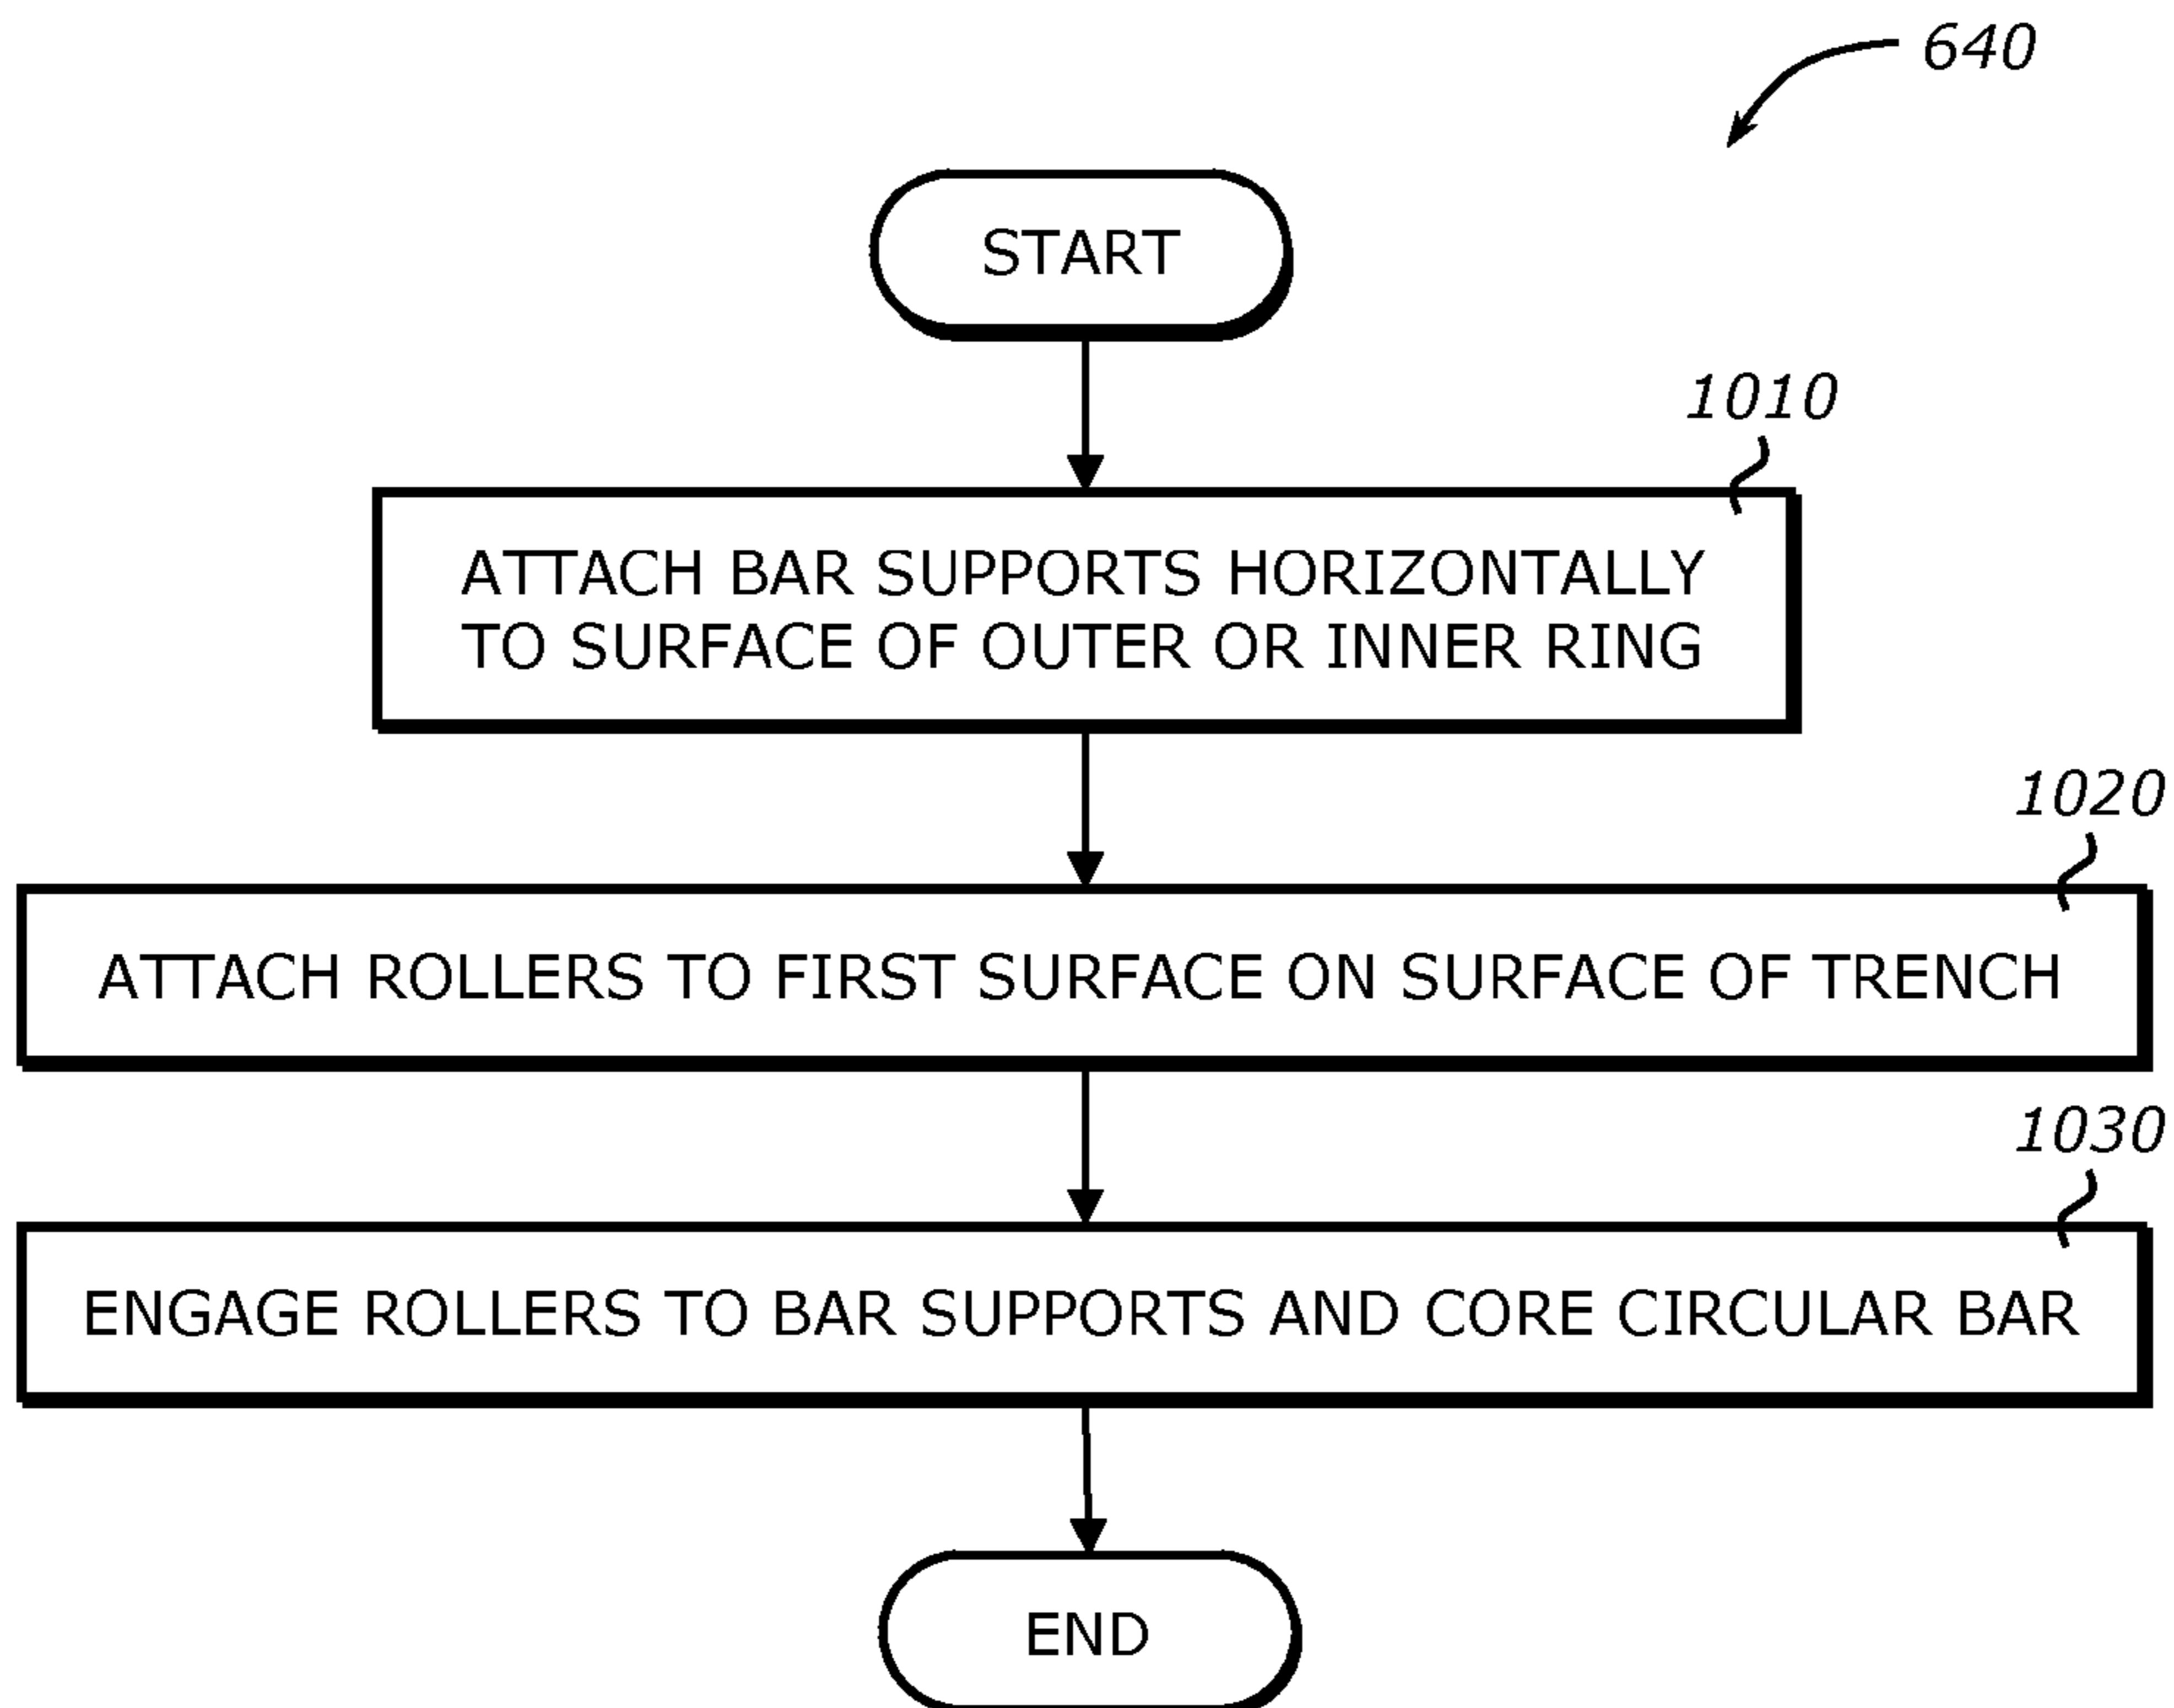 640
START
1010
ATTACH BAR SUPPORTS HORIZONTALLY
TO SURFACE OF OUTER OR INNER RING
1020
ATTACH ROLLERS TO FIRST SURFACE ON SURFACE OF TRENCH
1030
ENGAGE ROLLERS TO BAR SUPPORTS AND CORE CIRCULAR BAR
END